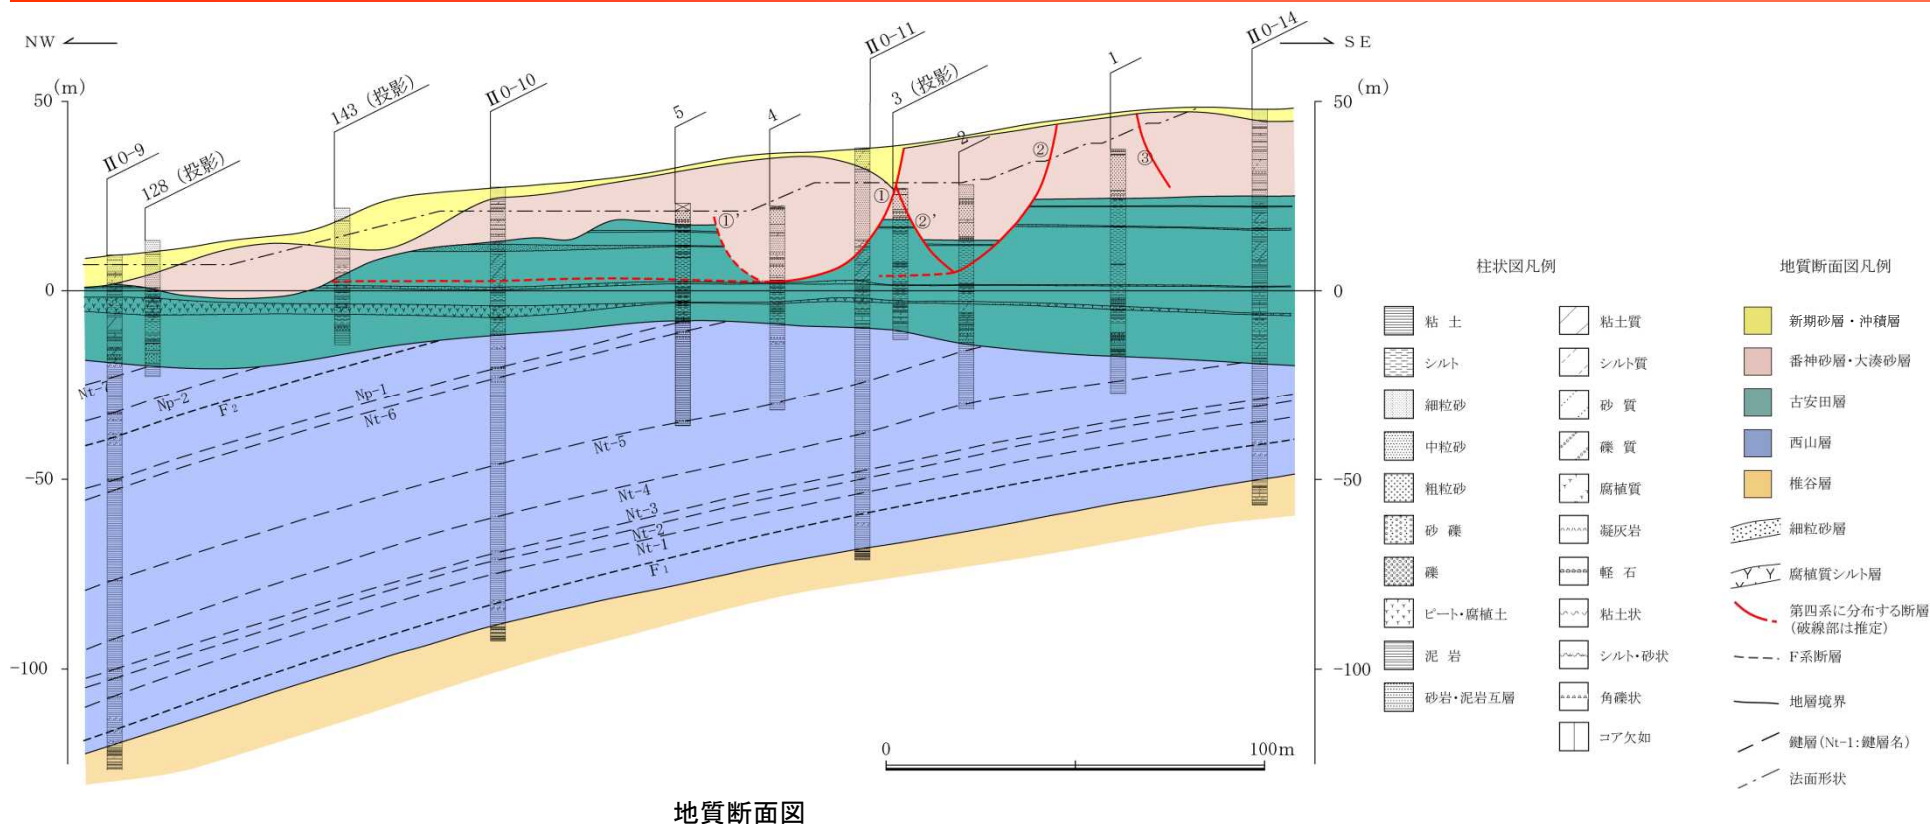 NW
SE
(m)
(m)
50
0
-50
-100
50
0
-50
-100
ⅡO-9
128 (投影)
143 (投影)
ⅡO-10
5
4
ⅡO-11
3 (投影)
2
1
ⅡO-14
①'
①
②'
②
③
Nt-7
Np-2
F2
Np-1
Nt-6
Nt-5
Nt-4
Nt-3
Nt-2
Nt-1
F1
0 100m
地質断面図
柱状図凡例
粘 土
シルト
細粒砂
中粒砂
粗粒砂
砂 礫
礫
ピート・腐植土
泥 岩
砂岩・泥岩互層
粘土質
シルト質
砂 質
礫 質
腐植質
凝灰岩
軽 石
粘土状
シルト・砂状
角礫状
コア欠如
地質断面図凡例
新期砂層・沖積層
番神砂層・大湊砂層
古安田層
西山層
椎谷層
細粒砂層
腐植質シルト層
第四系に分布する断層
(破線部は推定)
F系断層
地層境界
鍵層(Nt-1:鍵層名)
法面形状